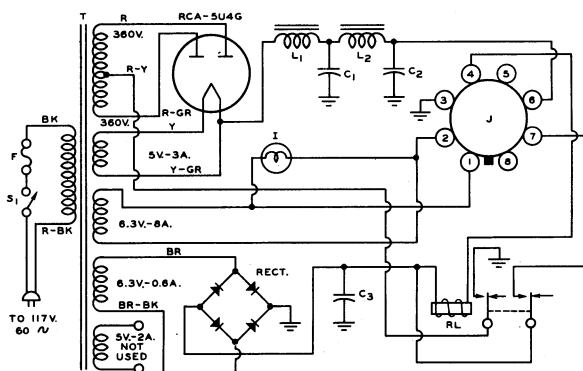 T
R
RCA-5U4G
360V.
R-Y
L1
L2
C1
C2
4
5
3
6
J
2
7
1
8
R-GR
360V.
Y
BK
F
S1
5V.-3A.
Y-GR
I
6.3V.-8A.
R-BK
BR
6.3V.-0.6A.
RECT.
BR-BK
C3
RL
TO 117V.
60 ~
5V.-2A.
NOT
USED